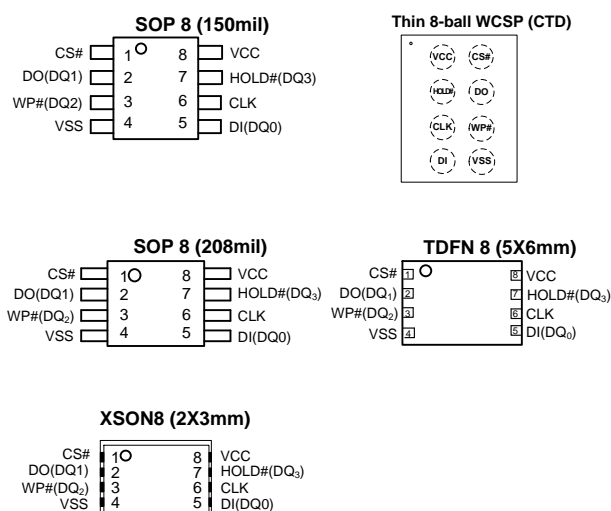 SOP 8 (150mil)
CS# 1 8 VCC
DO(DQ1) 2 7 HOLD#(DQ3)
WP#(DQ2) 3 6 CLK
VSS 4 5 DI(DQ0)
Thin 8-ball WCSP (CTD)
VCC CS#
HOLD# DO
CLK WP#
DI VSS
SOP 8 (208mil)
CS# 1 8 VCC
DO(DQ1) 2 7 HOLD#(DQ₃)
WP#(DQ₂) 3 6 CLK
VSS 4 5 DI(DQ0)
TDFN 8 (5X6mm)
CS# 1 8 VCC
DO(DQ₁) 2 7 HOLD#(DQ₃)
WP#(DQ₂) 3 6 CLK
VSS 4 5 DI(DQ₀)
XSON8 (2X3mm)
CS# 1 8 VCC
DO(DQ1) 2 7 HOLD#(DQ₃)
WP#(DQ₂) 3 6 CLK
VSS 4 5 DI(DQ0)